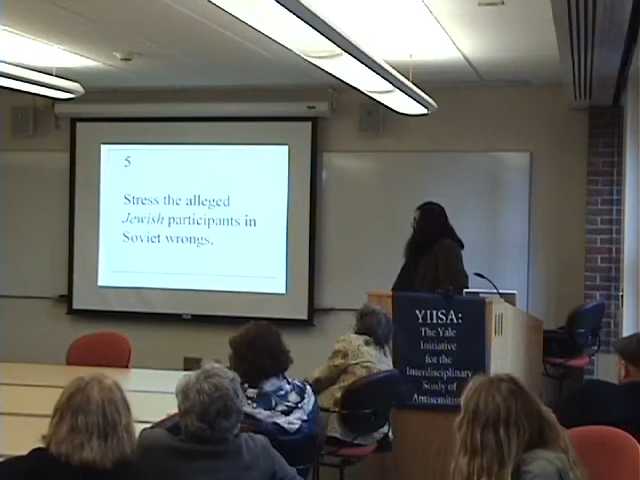 5
Stress the alleged
Jewish participants in
Soviet wrongs.
YIISA:
The Yale
Initiative
for the
Interdisciplinary
Study of
Antisemitism